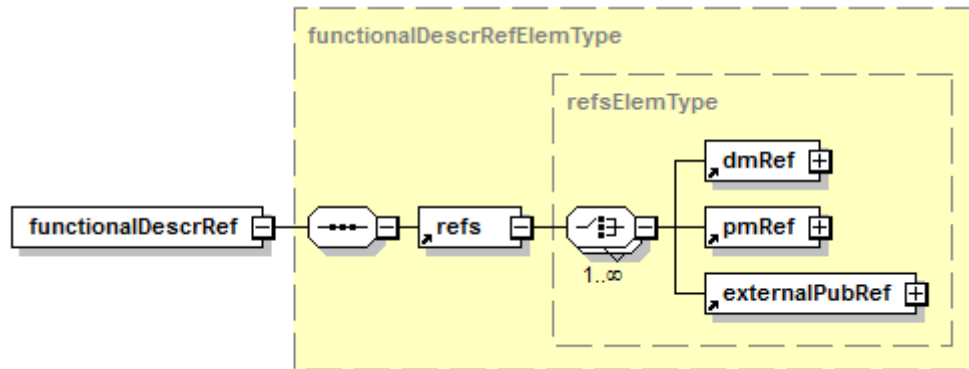 functionalDescrRefElemType
refsElemType
dmRef
functionalDescrRef
refs
pmRef
1..∞
externalPubRef